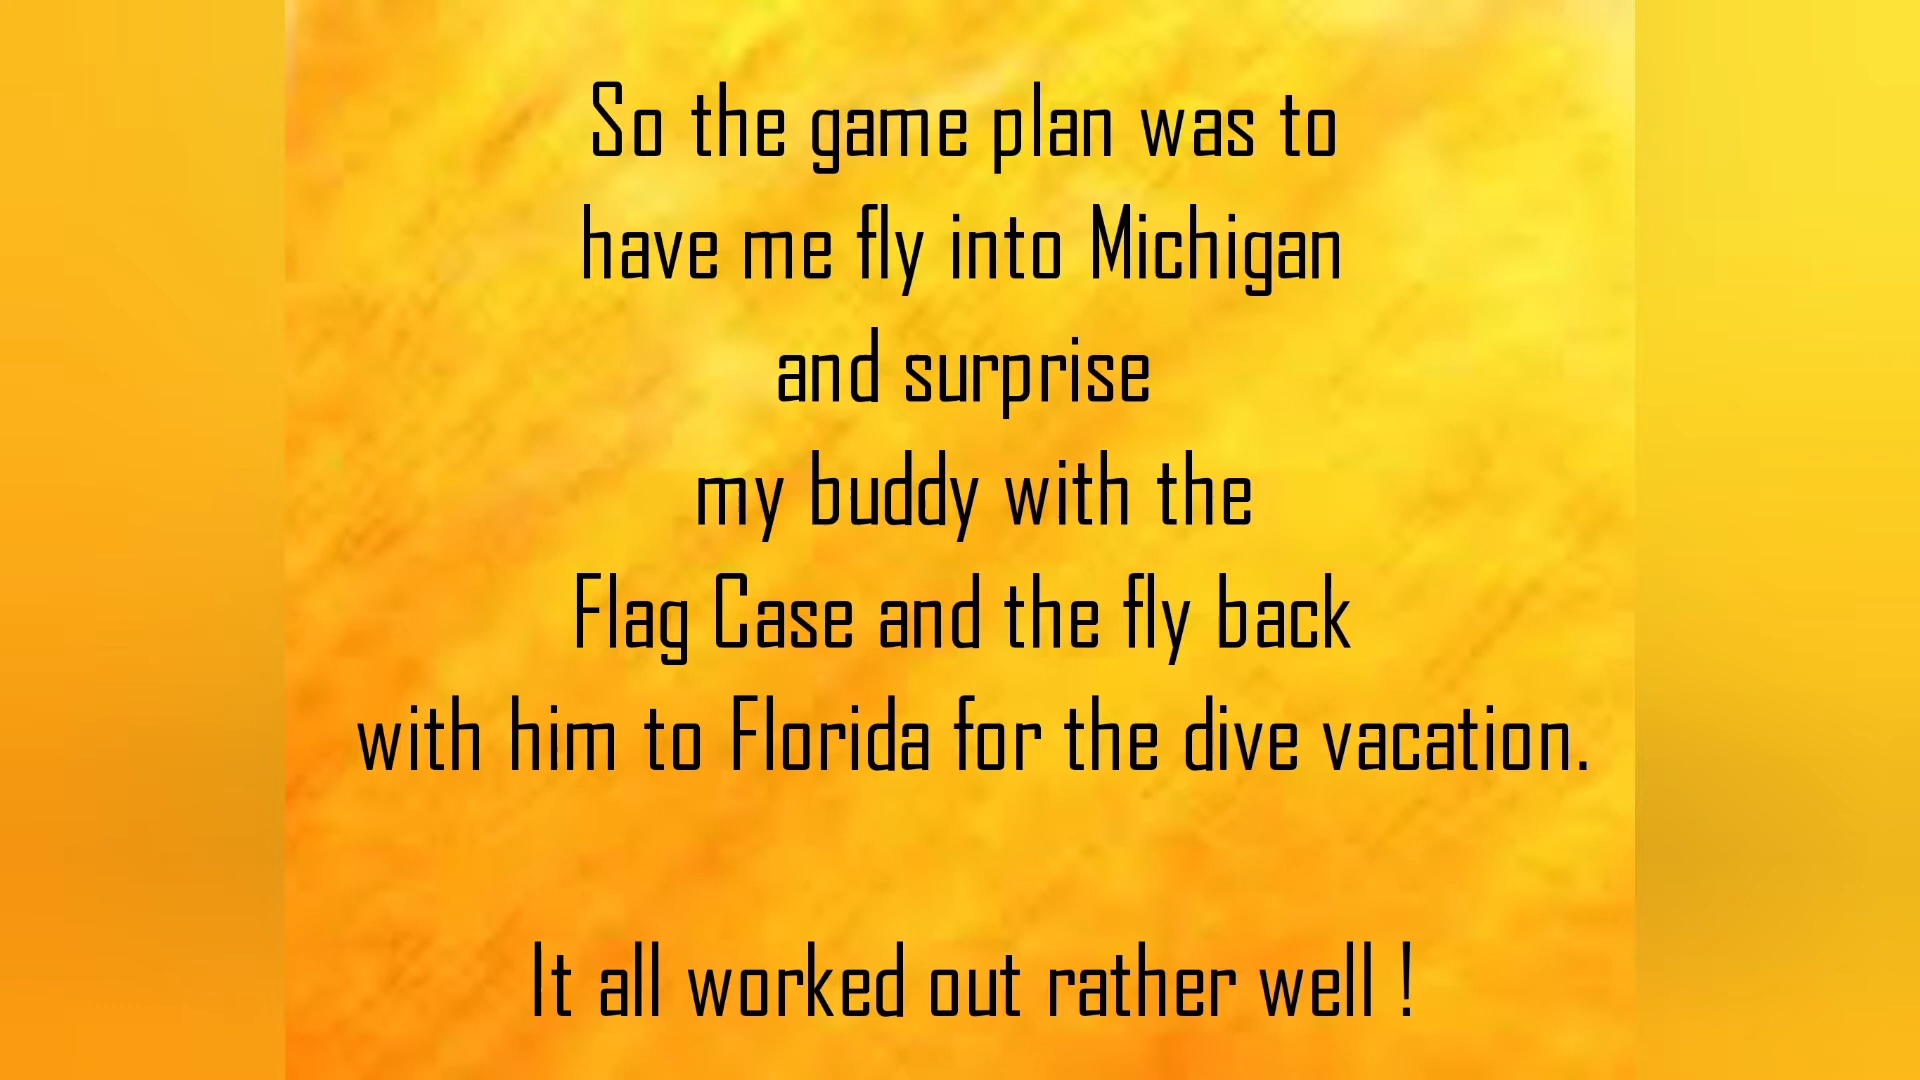 So the game plan was to
have me fly into Michigan
and surprise
my buddy with the
Flag Case and the fly back
with him to Florida for the dive vacation.
It all worked out rather well !